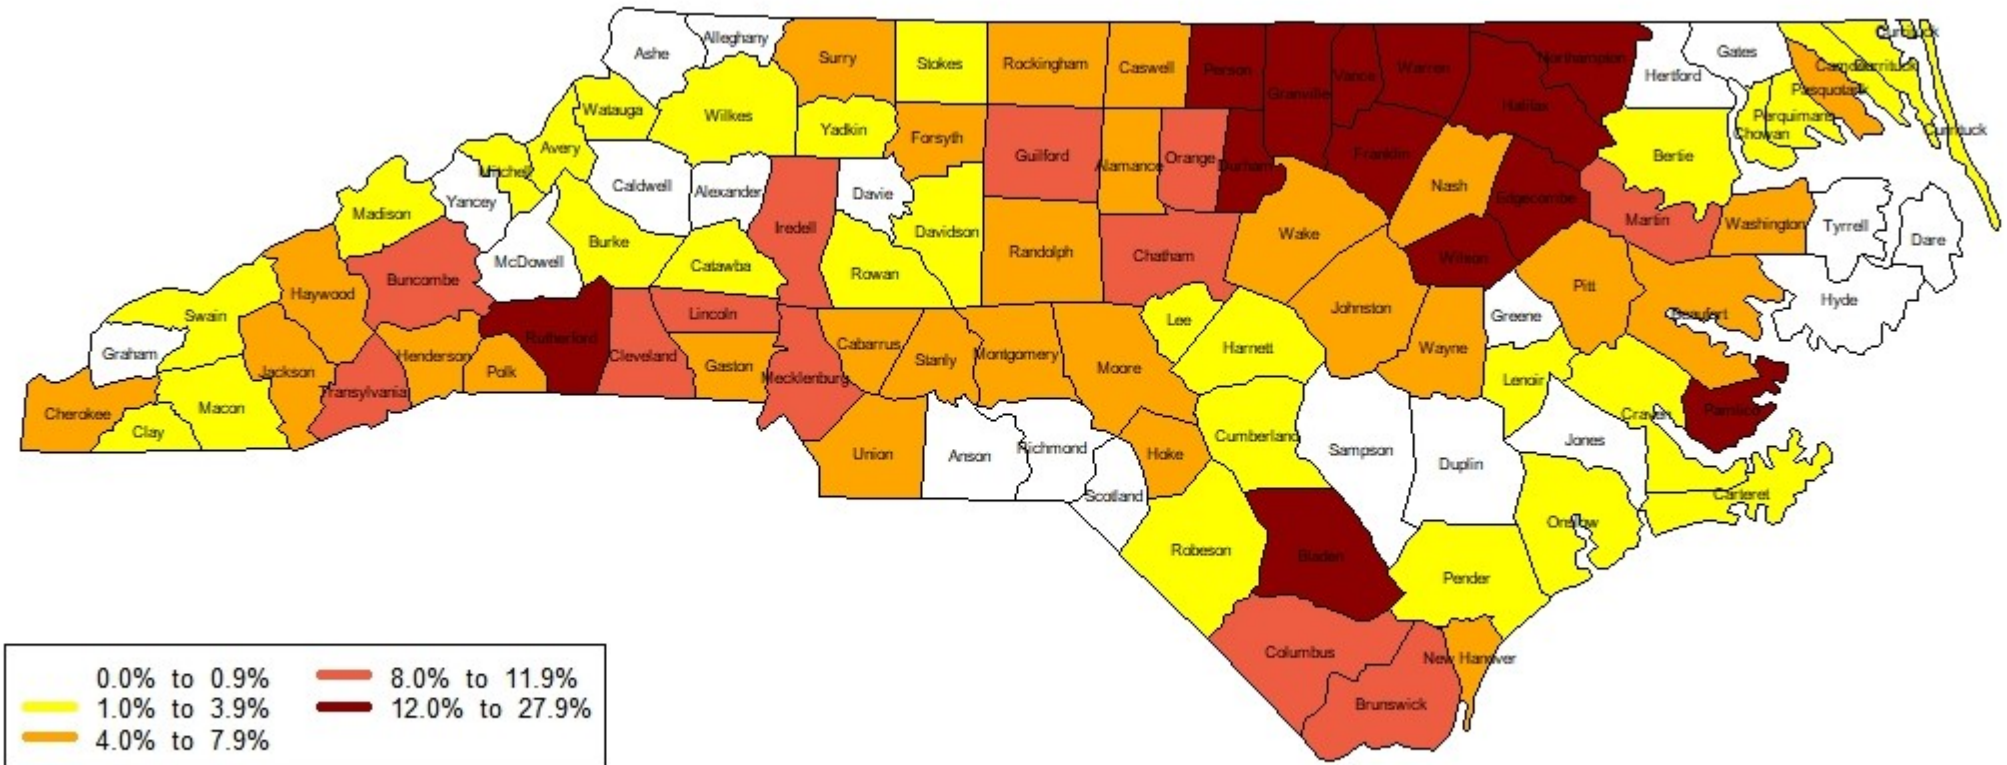 Ashe
Alleghany
Surry
Stokes
Rockingham
Caswell
Person
Granville
Vance
Warren
Northampton
Halifax
Hertford
Gates
Currituck
Camden
Currituck
Pasquotank
Perquimans
Chowan
Currituck
Watauga
Wilkes
Yadkin
Forsyth
Guilford
Alamance
Orange
Durham
Franklin
Nash
Edgecombe
Bertie
Avery
Mitchell
Caldwell
Alexander
Iredell
Davie
Davidson
Randolph
Chatham
Wake
Wilson
Martin
Washington
Tyrrell
Dare
Madison
Yancey
McDowell
Burke
Catawba
Rowan
Johnston
Pitt
Beaufort
Hyde
Swain
Haywood
Buncombe
Rutherford
Lincoln
Cleveland
Gaston
Mecklenburg
Cabarrus
Stanly
Montgomery
Moore
Lee
Harnett
Wayne
Greene
Lenoir
Craven
Pamlico
Graham
Jackson
Transylvania
Henderson
Polk
Cherokee
Clay
Macon
Union
Anson
Richmond
Scotland
Hoke
Cumberland
Sampson
Duplin
Jones
Carteret
Onslow
Robeson
Bladen
Pender
Columbus
New Hanover
Brunswick
0.0% to 0.9%
1.0% to 3.9%
4.0% to 7.9%
8.0% to 11.9%
12.0% to 27.9%